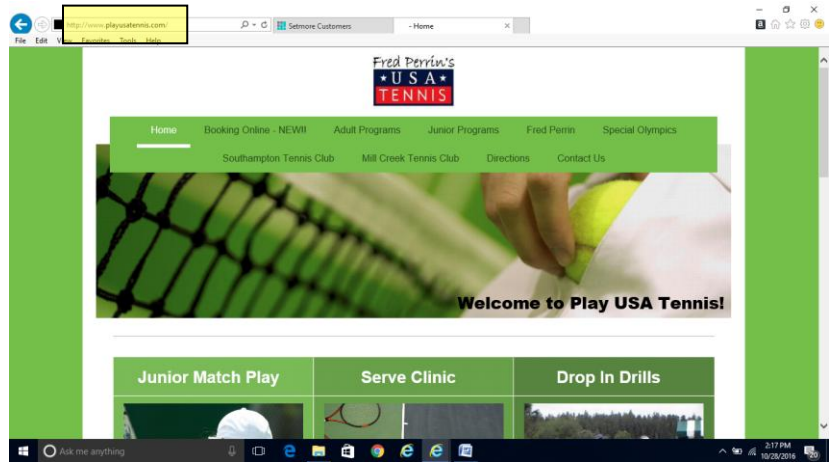 http://www.playusatennis.com/
Setmore Customers
- Home
File Edit View Favorites Tools Help
Fred Perrin's
USA
TENNIS
Home Booking Online - NEW!! Adult Programs Junior Programs Fred Perrin Special Olympics
Southampton Tennis Club Mill Creek Tennis Club Directions Contact Us
Welcome to Play USA Tennis!
Junior Match Play Serve Clinic Drop In Drills
Ask me anything
2:17 PM
10/28/2016